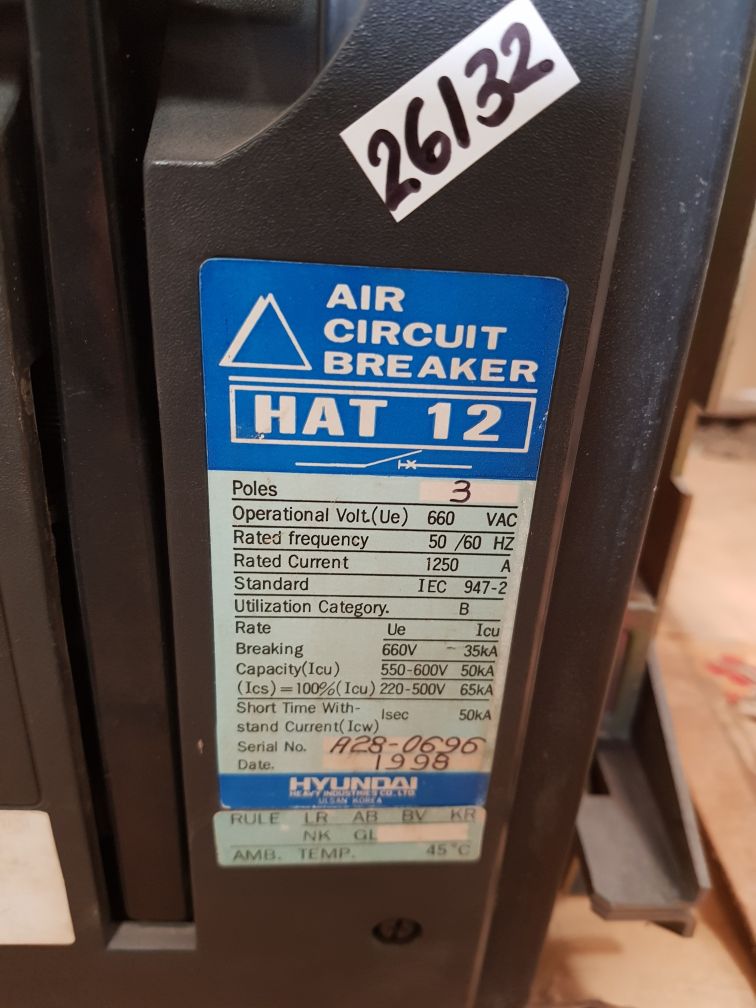 26132
AIR
CIRCUIT
BREAKER
HAT 12
Poles 3
Operational Volt.(Ue) 660 VAC
Rated frequency 50 /60 HZ
Rated Current 1250 A
Standard IEC 947-2
Utilization Category. B
Rate Ue Icu
Breaking 660V 35kA
Capacity(Icu) 550-600V 50kA
(Ics)=100%(Icu) 220-500V 65kA
Short Time With-
stand Current(Icw) 1sec 50kA
Serial No. A28-0696
Date. 1998
HYUNDAI
HEAVY INDUSTRIES CO., LTD.
ULSAN KOREA
RULE LR AB BV KR
NK GL
AMB. TEMP. 45°C